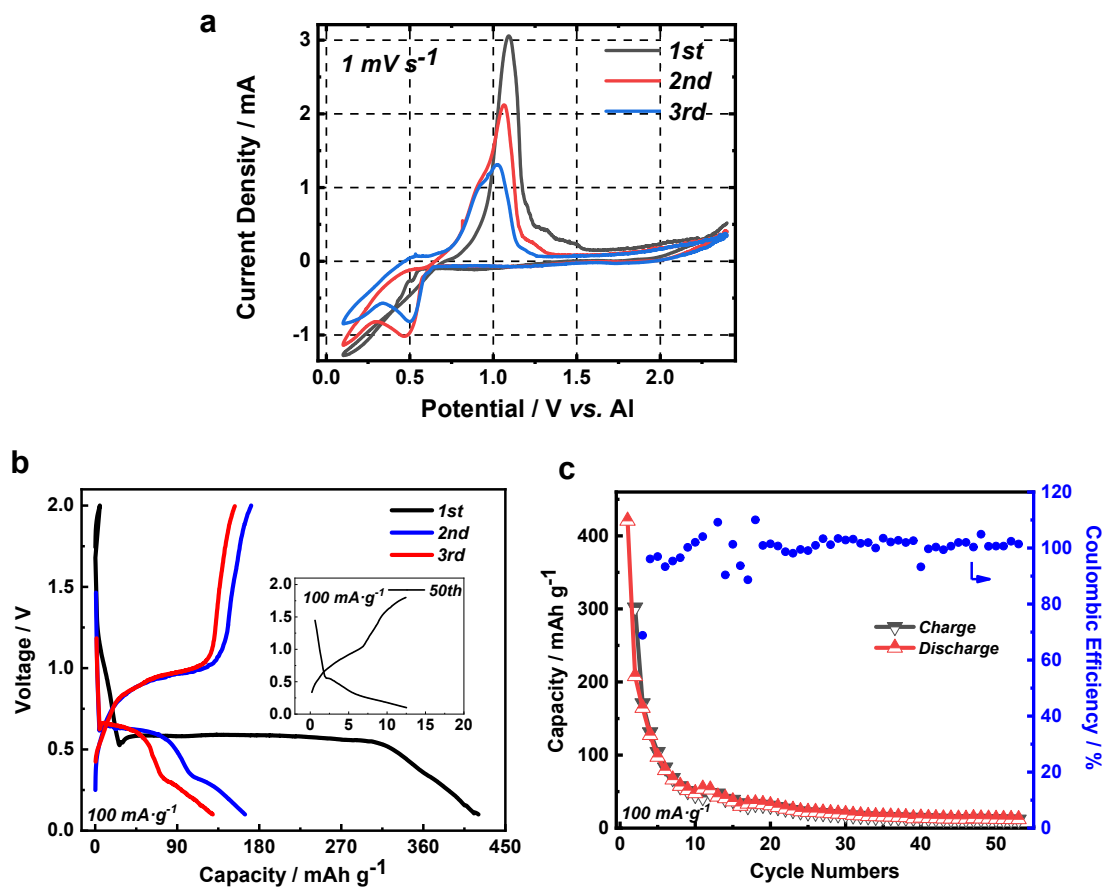 a
1 mV s-1
1st
2nd
3rd
3
2
1
0
-1
Current Density / mA
0.0 0.5 1.0 1.5 2.0
Potential / V vs. Al
b
2.0
1.5
1.0
0.5
0.0
Voltage / V
1st
2nd
3rd
100 mA·g-1
50th
2.0
1.5
1.0
0.5
0.0
0 5 10 15 20
100 mA·g-1
0 90 180 270 360 450
Capacity / mAh g-1
c
400
300
200
100
0
Capacity / mAh g-1
Charge
Discharge
100 mA·g-1
120
100
80
60
40
20
0
Coulombic Efficiency / %
0 10 20 30 40 50
Cycle Numbers